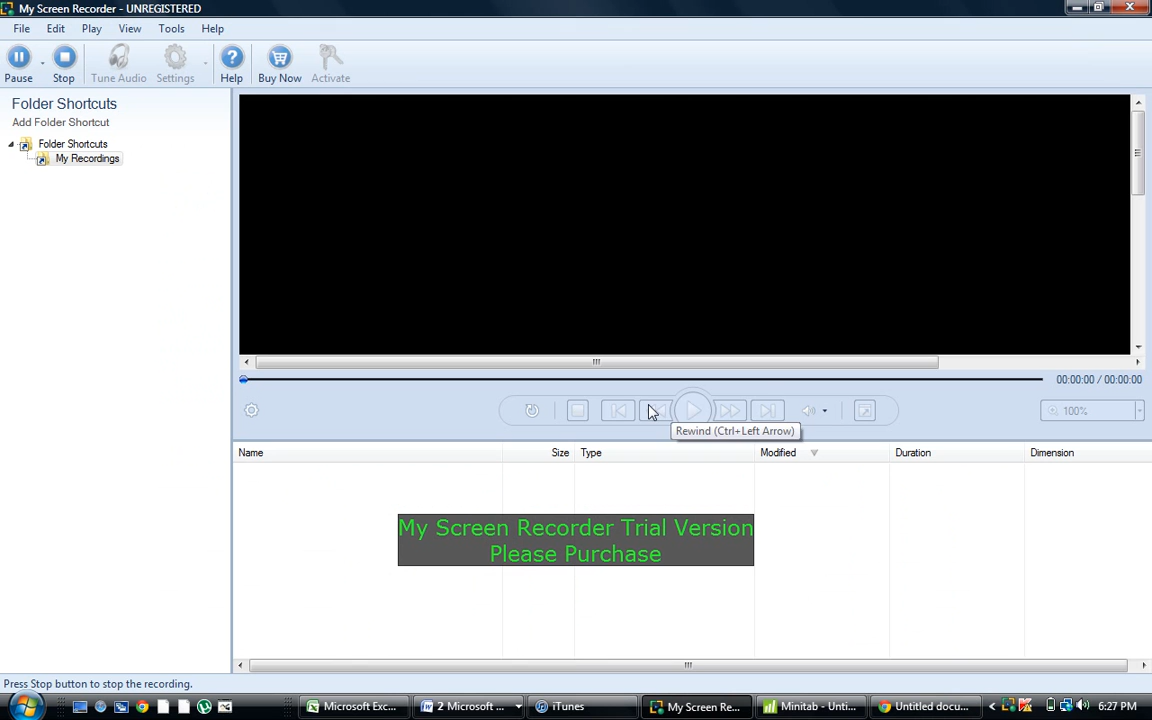 My Screen Recorder - UNREGISTERED
File Edit Play View Tools Help
Pause Stop Tune Audio Settings Help Buy Now Activate
Folder Shortcuts
Add Folder Shortcut
Folder Shortcuts
My Recordings
00:00:00 / 00:00:00
100%
Rewind (Ctrl+Left Arrow)
Name Size Type Modified Duration Dimension
My Screen Recorder Trial Version
Please Purchase
Press Stop button to stop the recording.
Microsoft Exc... 2 Microsoft ... iTunes My Screen Re... Minitab - Unti... Untitled docu... 6:27 PM